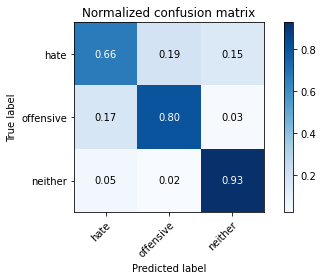 Normalized confusion matrix
True label
hate 0.66 0.19 0.15
offensive 0.17 0.80 0.03
neither 0.05 0.02 0.93
hate offensive neither
Predicted label
0.8
0.6
0.4
0.2